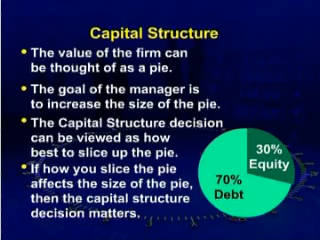 Capital Structure
The value of the firm can
be thought of as a pie.
The goal of the manager is
to increase the size of the pie.
The Capital Structure decision
can be viewed as how
best to slice up the pie.
If how you slice the pie
affects the size of the pie,
then the capital structure
decision matters.
30%
Equity
70%
Debt